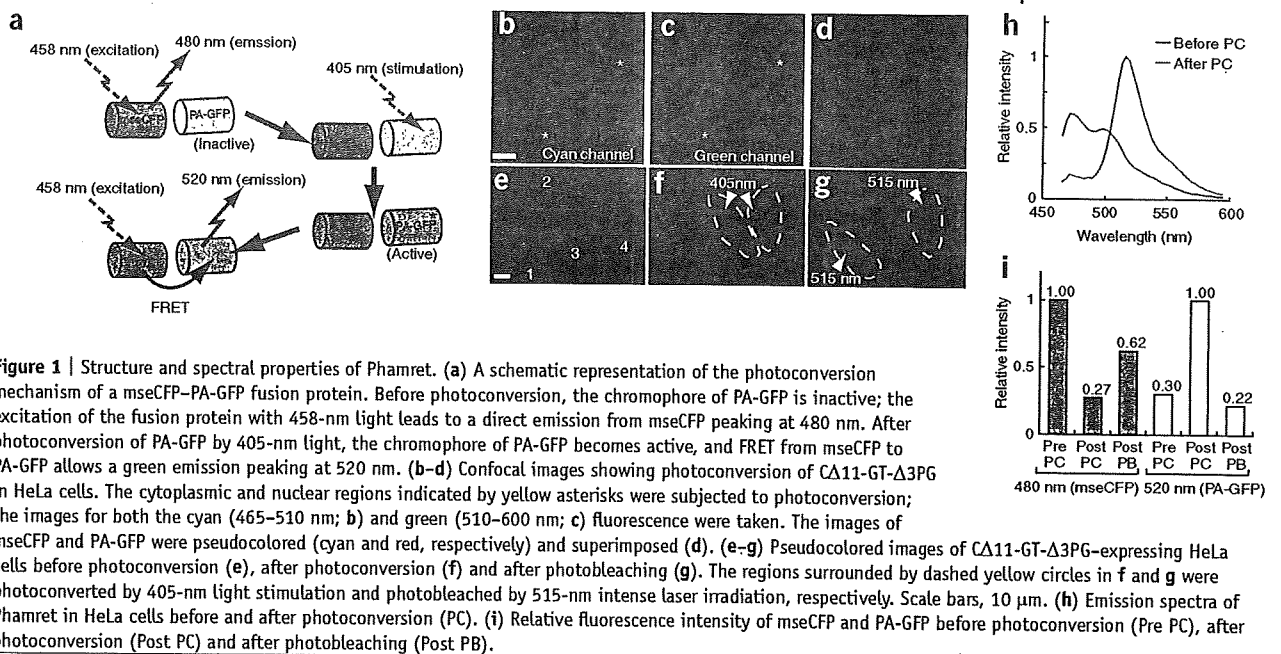 a
458 nm (excitation)
480 nm (emssion)
mseCFP
PA-GFP
(Inactive)
405 nm (stimulation)
458 nm (excitation)
520 nm (emission)
PA-GFP
(Active)
FRET
b
Cyan channel
c
Green channel
d
e
2
3
4
1
f
405nm
g
515 nm
515 nm
h
Relative intensity
1
0.5
0
Before PC
After PC
450 500 550 600
Wavelength (nm)
i
Relative intensity
1
0.5
0
1.00
0.27
0.62
0.30
1.00
0.22
Pre Post Post Pre Post Post
PC PC PB PC PC PB
480 nm (mseCFP) 520 nm (PA-GFP)
igure 1 | Structure and spectral properties of Phamret. (a) A schematic representation of the photoconversion
mechanism of a mseCFP–PA-GFP fusion protein. Before photoconversion, the chromophore of PA-GFP is inactive; the
excitation of the fusion protein with 458-nm light leads to a direct emission from mseCFP peaking at 480 nm. After
photoconversion of PA-GFP by 405-nm light, the chromophore of PA-GFP becomes active, and FRET from mseCFP to
PA-GFP allows a green emission peaking at 520 nm. (b–d) Confocal images showing photoconversion of CΔ11-GT-Δ3PG
n HeLa cells. The cytoplasmic and nuclear regions indicated by yellow asterisks were subjected to photoconversion;
he images for both the cyan (465–510 nm; b) and green (510–600 nm; c) fluorescence were taken. The images of
mseCFP and PA-GFP were pseudocolored (cyan and red, respectively) and superimposed (d). (e–g) Pseudocolored images of CΔ11-GT-Δ3PG–expressing HeLa
ells before photoconversion (e), after photoconversion (f) and after photobleaching (g). The regions surrounded by dashed yellow circles in f and g were
photoconverted by 405-nm light stimulation and photobleached by 515-nm intense laser irradiation, respectively. Scale bars, 10 μm. (h) Emission spectra of
Phamret in HeLa cells before and after photoconversion (PC). (i) Relative fluorescence intensity of mseCFP and PA-GFP before photoconversion (Pre PC), after
photoconversion (Post PC) and after photobleaching (Post PB).